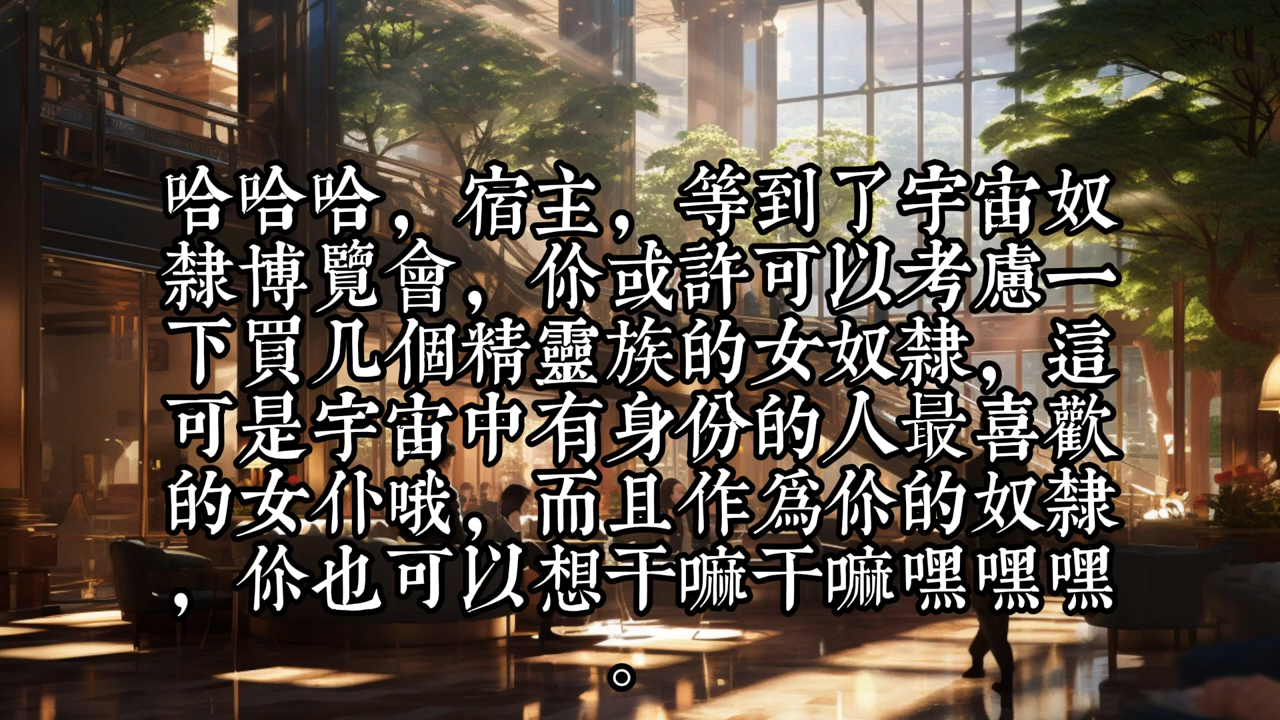 哈哈哈，宿主，等到了宇宙奴
隸博覽會，你或許可以考慮一
下買几個精靈族的女奴隸，這
可是宇宙中有身份的人最喜歡
的女仆哦，而且作爲你的奴隸
，你也可以想干嘛干嘛嘿嘿嘿
。